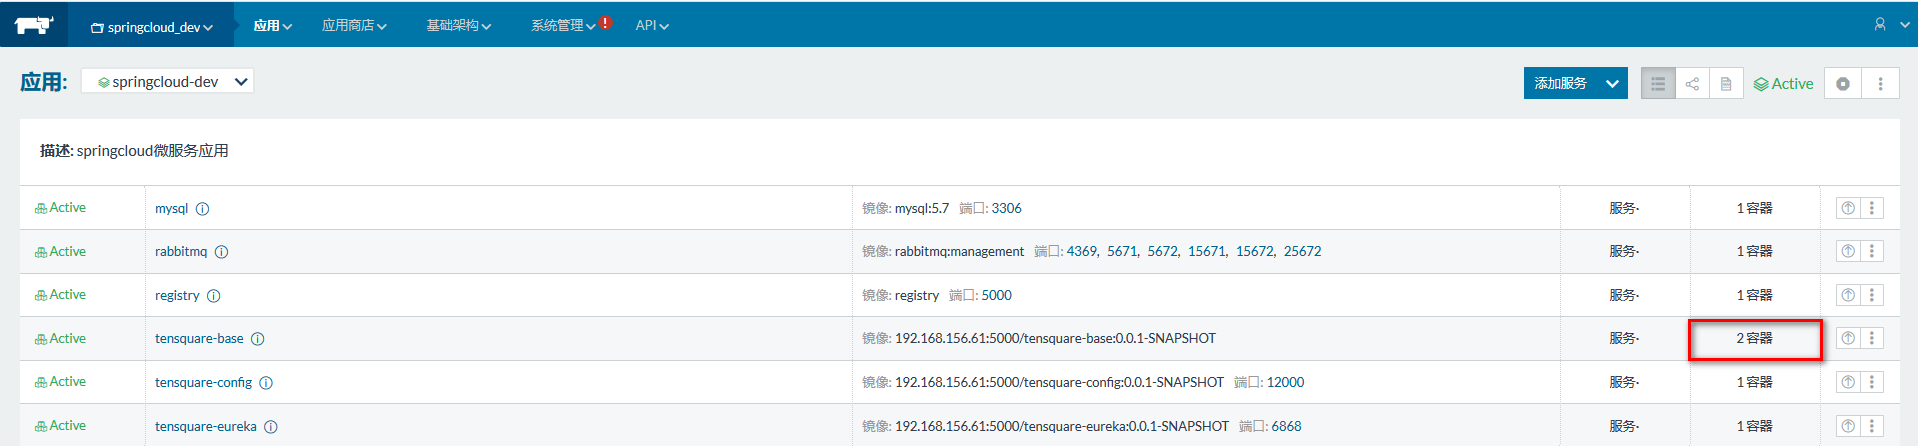 springcloud_dev 应用 应用商店 基础架构 系统管理 ! API
应用: springcloud-dev 添加服务 Active
描述: springcloud微服务应用
Active mysql 镜像: mysql:5.7 端口: 3306 服务· 1 容器
Active rabbitmq 镜像: rabbitmq:management 端口: 4369, 5671, 5672, 15671, 15672, 25672 服务· 1 容器
Active registry 镜像: registry 端口: 5000 服务· 1 容器
Active tensquare-base 镜像: 192.168.156.61:5000/tensquare-base:0.0.1-SNAPSHOT 服务· 2 容器
Active tensquare-config 镜像: 192.168.156.61:5000/tensquare-config:0.0.1-SNAPSHOT 端口: 12000 服务· 1 容器
Active tensquare-eureka 镜像: 192.168.156.61:5000/tensquare-eureka:0.0.1-SNAPSHOT 端口: 6868 服务· 1 容器